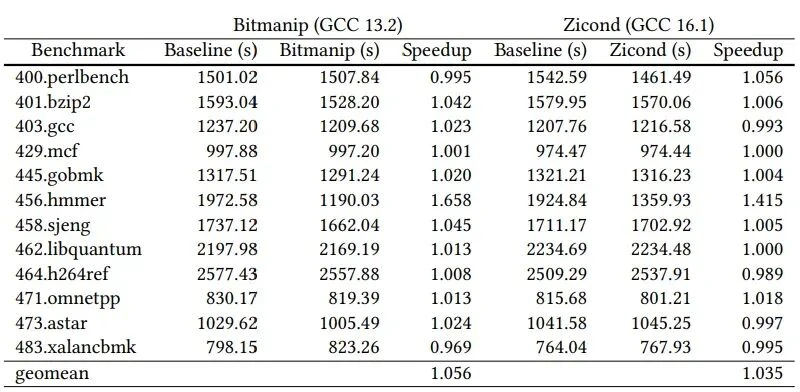 Bitmanip (GCC 13.2) Zicond (GCC 16.1)
Benchmark Baseline (s) Bitmanip (s) Speedup Baseline (s) Zicond (s) Speedup
400.perlbench 1501.02 1507.84 0.995 1542.59 1461.49 1.056
401.bzip2 1593.04 1528.20 1.042 1579.95 1570.06 1.006
403.gcc 1237.20 1209.68 1.023 1207.76 1216.58 0.993
429.mcf 997.88 997.20 1.001 974.47 974.44 1.000
445.gobmk 1317.51 1291.24 1.020 1321.21 1316.23 1.004
456.hmmer 1972.58 1190.03 1.658 1924.84 1359.93 1.415
458.sjeng 1737.12 1662.04 1.045 1711.17 1702.92 1.005
462.libquantum 2197.98 2169.19 1.013 2234.69 2234.48 1.000
464.h264ref 2577.43 2557.88 1.008 2509.29 2537.91 0.989
471.omnetpp 830.17 819.39 1.013 815.68 801.21 1.018
473.astar 1029.62 1005.49 1.024 1041.58 1045.25 0.997
483.xalancbmk 798.15 823.26 0.969 764.04 767.93 0.995
geomean 1.056 1.035